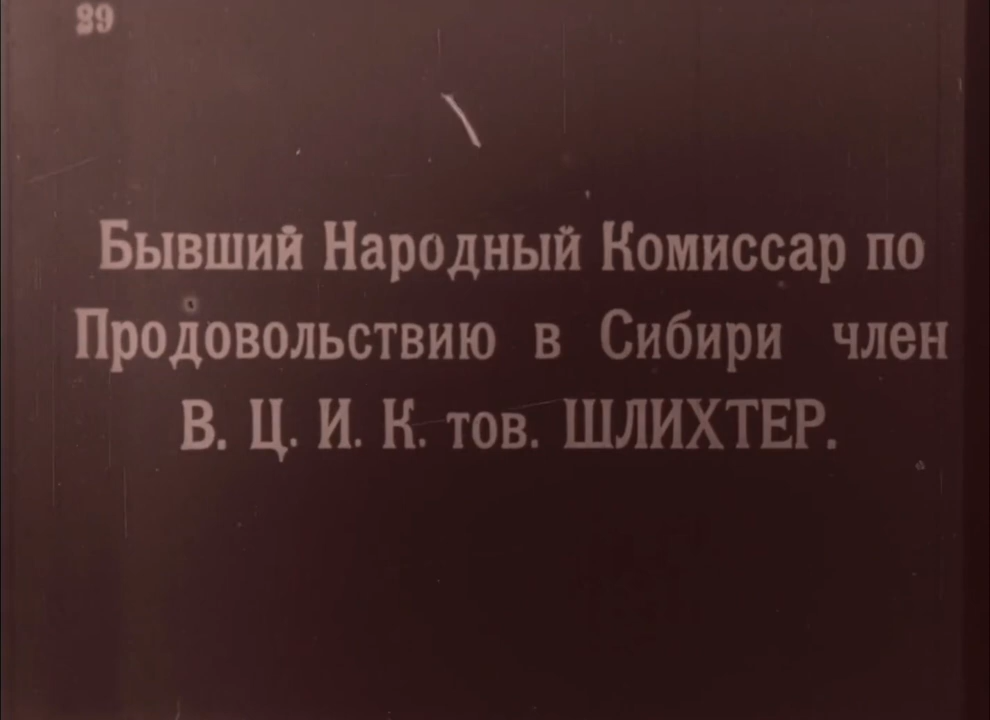 29
Бывший Народный Комиссар по
Продовольствию в Сибири член
В. Ц. И. К. тов. ШЛИХТЕР.